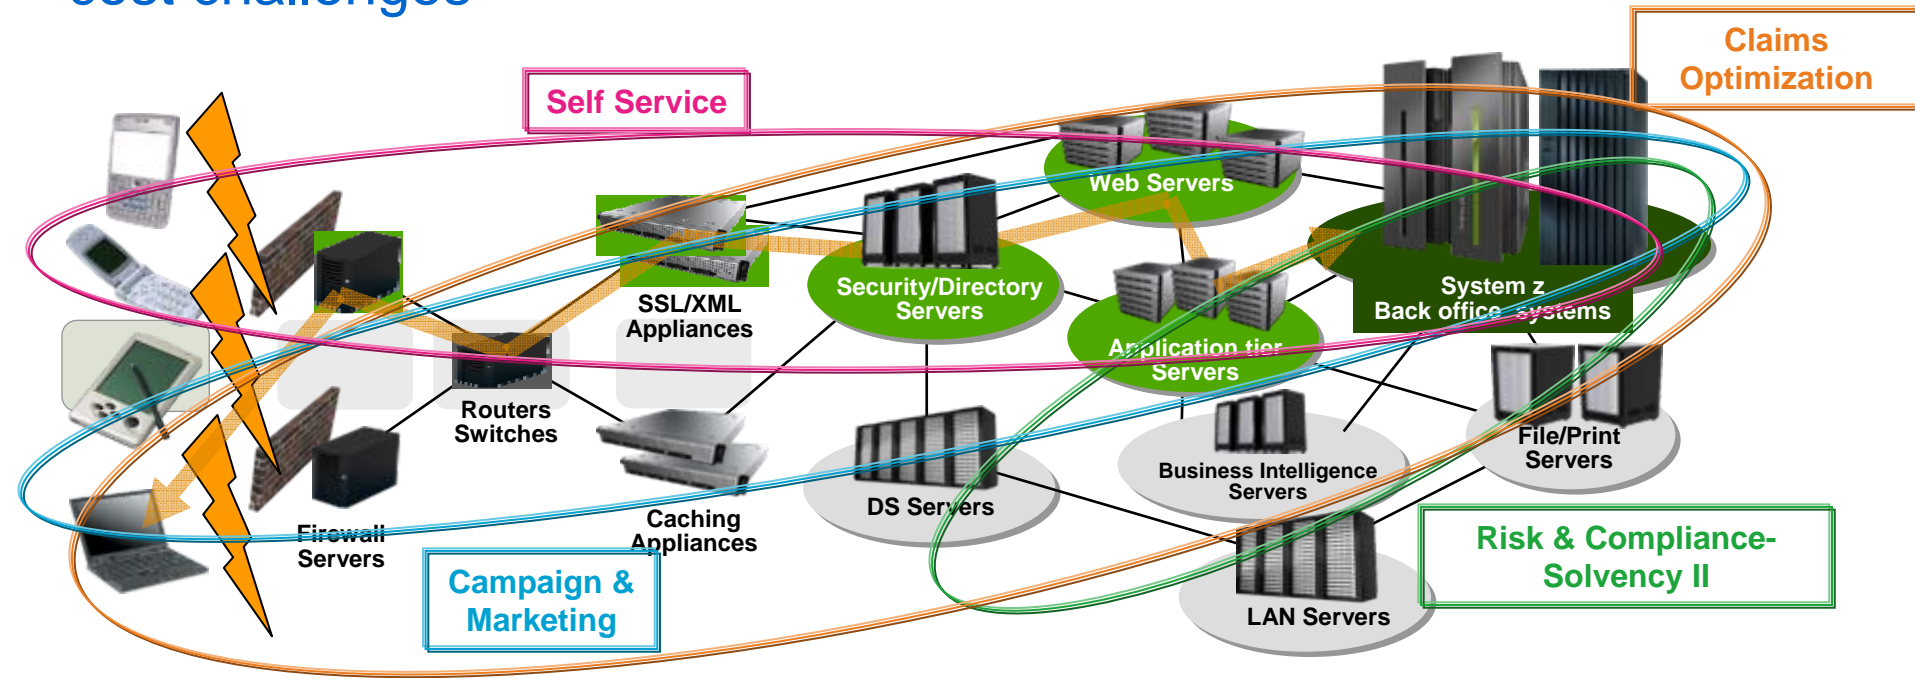 cost challenges
Claims
Optimization
Self Service
Web Servers
System z
Back office systems
Security/Directory
Servers
SSL/XML
Appliances
Application tier
Servers
Routers
Switches
File/Print
Servers
Business Intelligence
Servers
DS Servers
Caching
Appliances
Firewall
Servers
Risk & Compliance-
Solvency II
Campaign &
Marketing
LAN Servers